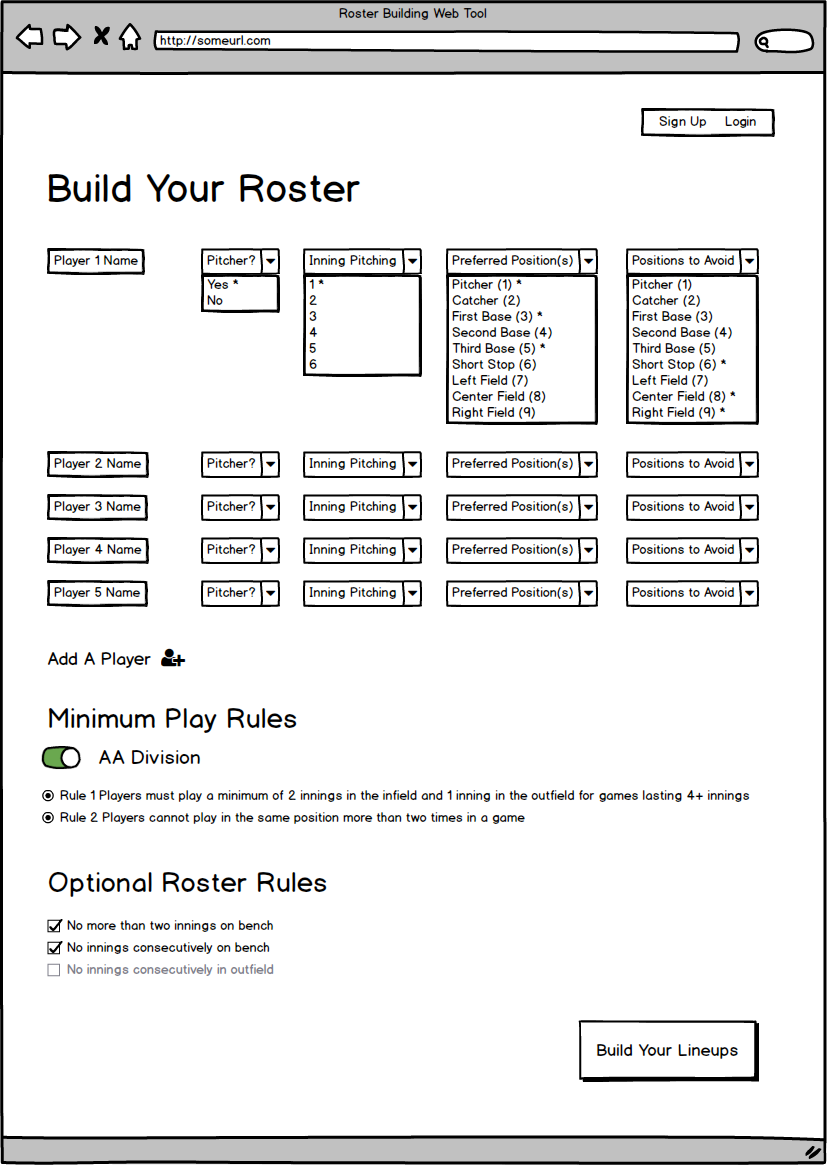 Roster Building Web Tool
http://someurl.com
Sign Up Login
Build Your Roster
Player 1 Name Pitcher? Inning Pitching Preferred Position(s) Positions to Avoid
Yes * 1 * Pitcher (1) * Pitcher (1)
No 2 Catcher (2) Catcher (2)
3 First Base (3) * First Base (3)
4 Second Base (4) Second Base (4)
5 Third Base (5) * Third Base (5)
6 Short Stop (6) Short Stop (6) *
Left Field (7) Left Field (7)
Center Field (8) Center Field (8) *
Right Field (9) Right Field (9) *
Player 2 Name Pitcher? Inning Pitching Preferred Position(s) Positions to Avoid
Player 3 Name Pitcher? Inning Pitching Preferred Position(s) Positions to Avoid
Player 4 Name Pitcher? Inning Pitching Preferred Position(s) Positions to Avoid
Player 5 Name Pitcher? Inning Pitching Preferred Position(s) Positions to Avoid
Add A Player
Minimum Play Rules
AA Division
Rule 1 Players must play a minimum of 2 innings in the infield and 1 inning in the outfield for games lasting 4+ innings
Rule 2 Players cannot play in the same position more than two times in a game
Optional Roster Rules
No more than two innings on bench
No innings consecutively on bench
No innings consecutively in outfield
Build Your Lineups